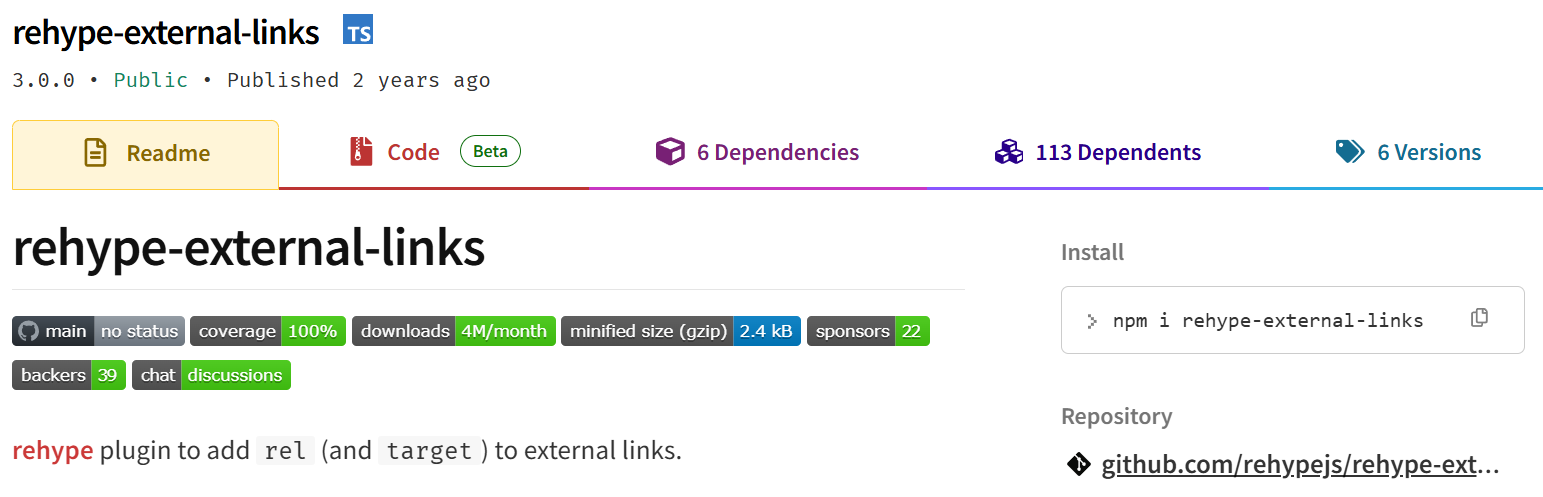 rehype-external-links TS
3.0.0 • Public • Published 2 years ago
Readme
Code Beta
6 Dependencies
113 Dependents
6 Versions
rehype-external-links
main no status coverage 100% downloads 4M/month minified size (gzip) 2.4 kB sponsors 22
backers 39 chat discussions
rehype plugin to add rel (and target ) to external links.
Install
> npm i rehype-external-links
Repository
github.com/rehypejs/rehype-ext...